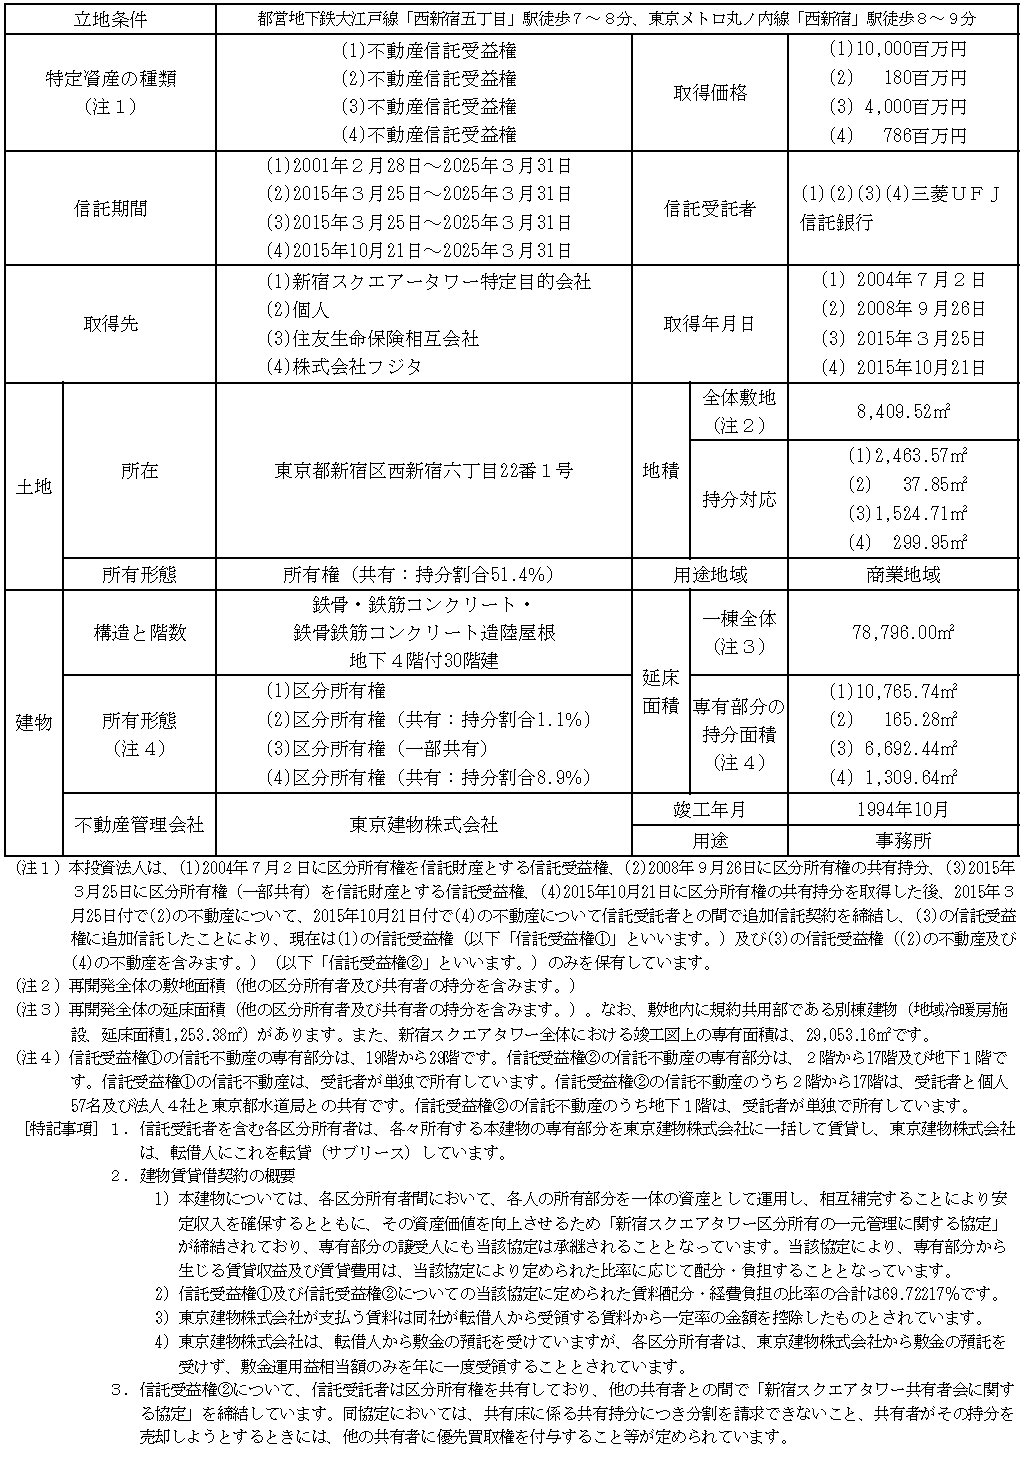 立地条件
都営地下鉄大江戸線「西新宿五丁目」駅徒歩７～８分、東京メトロ丸ノ内線「西新宿」駅徒歩８～９分
特定資産の種類
（注１）
(1)不動産信託受益権
(2)不動産信託受益権
(3)不動産信託受益権
(4)不動産信託受益権
取得価格
(1)10,000百万円
(2) 180百万円
(3) 4,000百万円
(4) 786百万円
信託期間
(1)2001年２月28日～2025年３月31日
(2)2015年３月25日～2025年３月31日
(3)2015年３月25日～2025年３月31日
(4)2015年10月21日～2025年３月31日
信託受託者
(1)(2)(3)(4)三菱ＵＦＪ
信託銀行
取得先
(1)新宿スクエアータワー特定目的会社
(2)個人
(3)住友生命保険相互会社
(4)株式会社フジタ
取得年月日
(1) 2004年７月２日
(2) 2008年９月26日
(3) 2015年３月25日
(4) 2015年10月21日
土地
所在
東京都新宿区西新宿六丁目22番１号
地積
全体敷地
（注２）
8,409.52㎡
持分対応
(1)2,463.57㎡
(2) 37.85㎡
(3)1,524.71㎡
(4) 299.95㎡
所有形態
所有権（共有：持分割合51.4%）
用途地域
商業地域
建物
構造と階数
鉄骨・鉄筋コンクリート・
鉄骨鉄筋コンクリート造陸屋根
地下４階付30階建
延床
面積
一棟全体
（注３）
78,796.00㎡
所有形態
（注４）
(1)区分所有権
(2)区分所有権（共有：持分割合1.1%）
(3)区分所有権（一部共有）
(4)区分所有権（共有：持分割合8.9%）
専有部分の
持分面積
（注４）
(1)10,765.74㎡
(2) 165.28㎡
(3) 6,692.44㎡
(4) 1,309.64㎡
不動産管理会社
東京建物株式会社
竣工年月
1994年10月
用途
事務所
（注１）本投資法人は、(1)2004年７月２日に区分所有権を信託財産とする信託受益権、(2)2008年９月26日に区分所有権の共有持分、(3)2015年
３月25日に区分所有権（一部共有）を信託財産とする信託受益権、(4)2015年10月21日に区分所有権の共有持分を取得した後、2015年３
月25日付で(2)の不動産について、2015年10月21日付で(4)の不動産について信託受託者との間で追加信託契約を締結し、(3)の信託受益
権に追加信託したことにより、現在は(1)の信託受益権（以下「信託受益権①」といいます。）及び(3)の信託受益権（(2)の不動産及び
(4)の不動産を含みます。）（以下「信託受益権②」といいます。）のみを保有しています。
（注２）再開発全体の敷地面積（他の区分所有者及び共有者の持分を含みます。）
（注３）再開発全体の延床面積（他の区分所有者及び共有者の持分を含みます。）。なお、敷地内に規約共用部である別棟建物（地域冷暖房施
設、延床面積1,253.38㎡）があります。また、新宿スクエアタワー全体における竣工図上の専有面積は、29,053.16㎡です。
（注４）信託受益権①の信託不動産の専有部分は、19階から29階です。信託受益権②の信託不動産の専有部分は、２階から17階及び地下１階で
す。信託受益権①の信託不動産は、受託者が単独で所有しています。信託受益権②の信託不動産のうち２階から17階は、受託者と個人
57名及び法人４社と東京都水道局との共有です。信託受益権②の信託不動産のうち地下１階は、受託者が単独で所有しています。
［特記事項］１．信託受託者を含む各区分所有者は、各々所有する本建物の専有部分を東京建物株式会社に一括して賃貸し、東京建物株式会社
は、転借人にこれを転貸（サブリース）しています。
２．建物賃貸借契約の概要
1) 本建物については、各区分所有者間において、各人の所有部分を一体の資産として運用し、相互補完することにより安
定収入を確保するとともに、その資産価値を向上させるため「新宿スクエアタワー区分所有の一元管理に関する協定」
が締結されており、専有部分の譲受人にも当該協定は承継されることとなっています。当該協定により、専有部分から
生じる賃貸収益及び賃貸費用は、当該協定により定められた比率に応じて配分・負担することとなっています。
2) 信託受益権①及び信託受益権②についての当該協定に定められた賃料配分・経費負担の比率の合計は69.72217％です。
3) 東京建物株式会社が支払う賃料は同社が転借人から受領する賃料から一定率の金額を控除したものとされています。
4) 東京建物株式会社は、転借人から敷金の預託を受けていますが、各区分所有者は、東京建物株式会社から敷金の預託を
受けず、敷金運用益相当額のみを年に一度受領することとされています。
３．信託受益権②について、信託受託者は区分所有権を共有しており、他の共有者との間で「新宿スクエアタワー共有者会に関す
る協定」を締結しています。同協定においては、共有床に係る共有持分につき分割を請求できないこと、共有者がその持分を
売却しようとするときには、他の共有者に優先買取権を付与すること等が定められています。